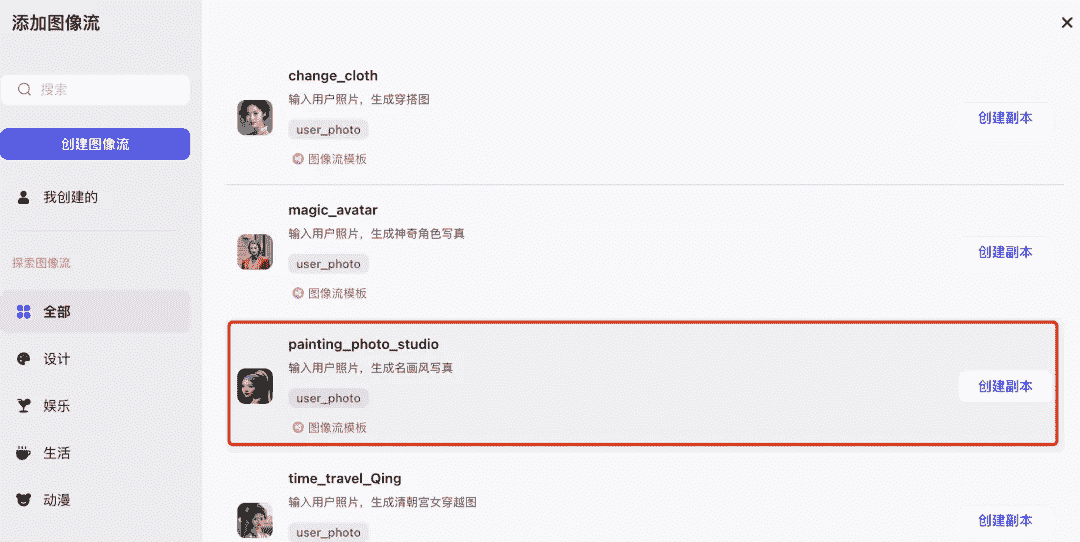 添加图像流
搜索
创建图像流
我创建的
探索图像流
全部
设计
娱乐
生活
动漫
change_cloth
输入用户照片，生成穿搭图
user_photo
图像流模板
创建副本
magic_avatar
输入用户照片，生成神奇角色写真
user_photo
图像流模板
创建副本
painting_photo_studio
输入用户照片，生成名画风写真
user_photo
图像流模板
创建副本
time_travel_Qing
输入用户照片，生成清朝宫女穿越图
user_photo
创建副本